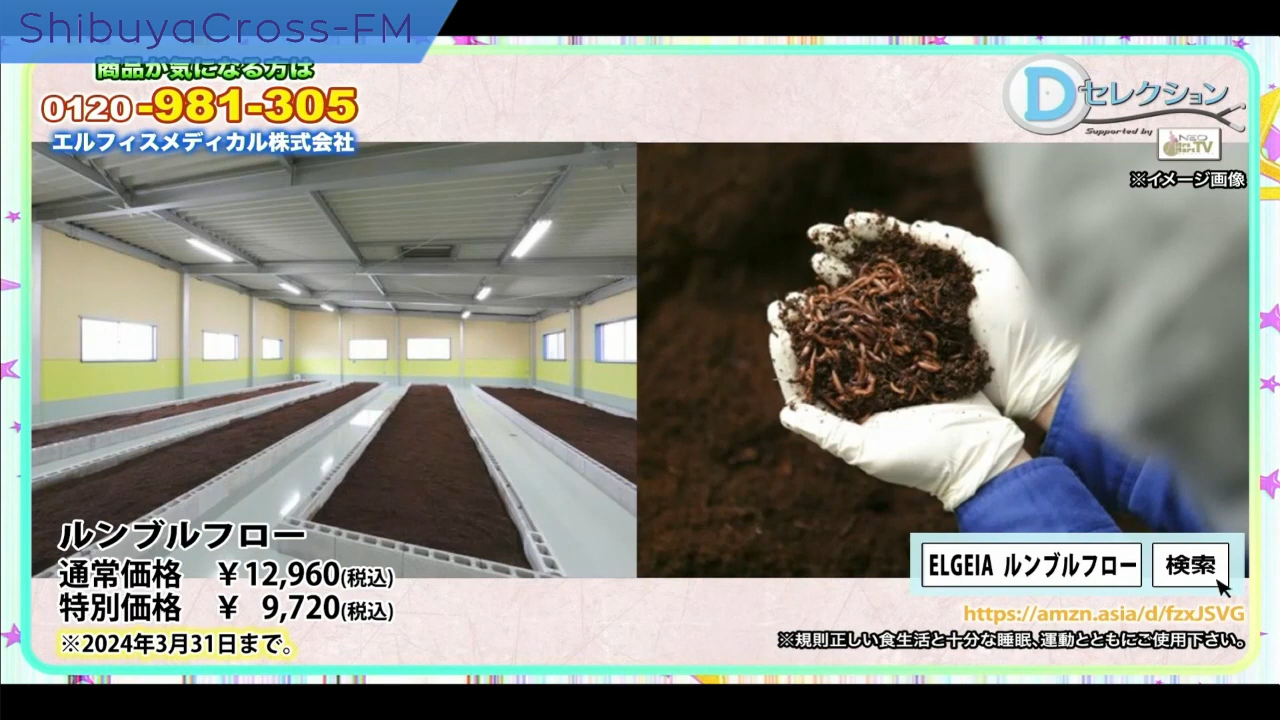 ShibuyaCross-FM
商品が気になる方は
0120-981-305
エルフィスメディカル株式会社
Dセレクション
Supported by
NEO
TV
※イメージ画像
ルンブルフロー
通常価格 ¥12,960(税込)
特別価格 ¥ 9,720(税込)
※2024年3月31日まで。
ELGEIA ルンブルフロー 検索
https://amzn.asia/d/fzxJSVG
※規則正しい食生活と十分な睡眠、運動とともにご使用下さい。